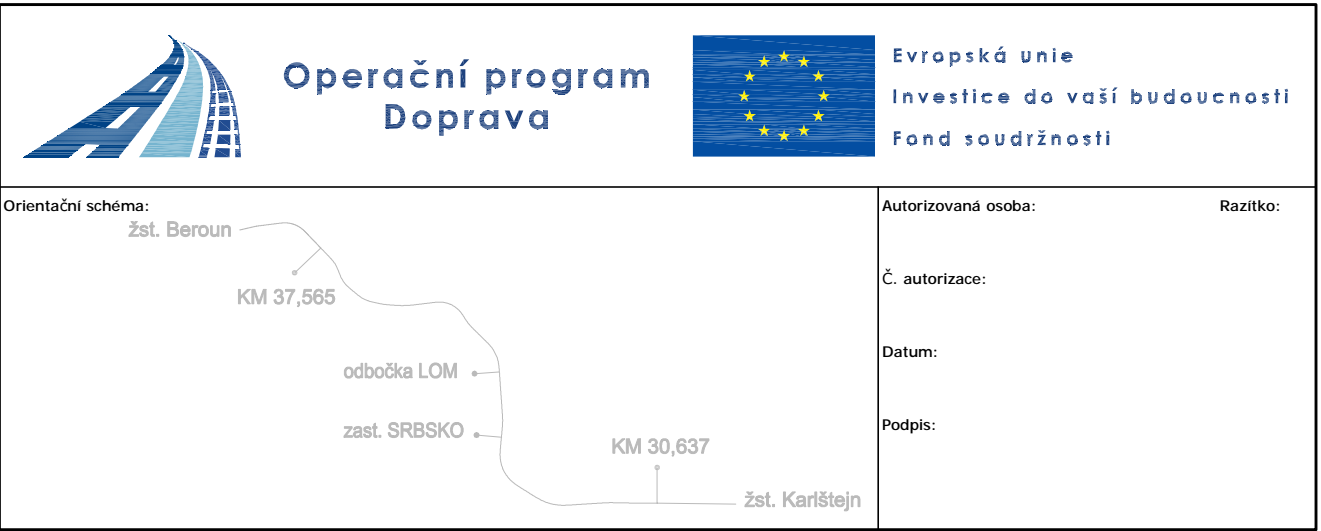 Operační program
Doprava
Evropská unie
Investice do vaší budoucnosti
Fond soudržnosti
Orientační schéma:
žst. Beroun
KM 37,565
odbočka LOM
zast. SRBSKO
KM 30,637
žst. Karlštejn
Autorizovaná osoba:
Razítko:
Č. autorizace:
Datum:
Podpis: